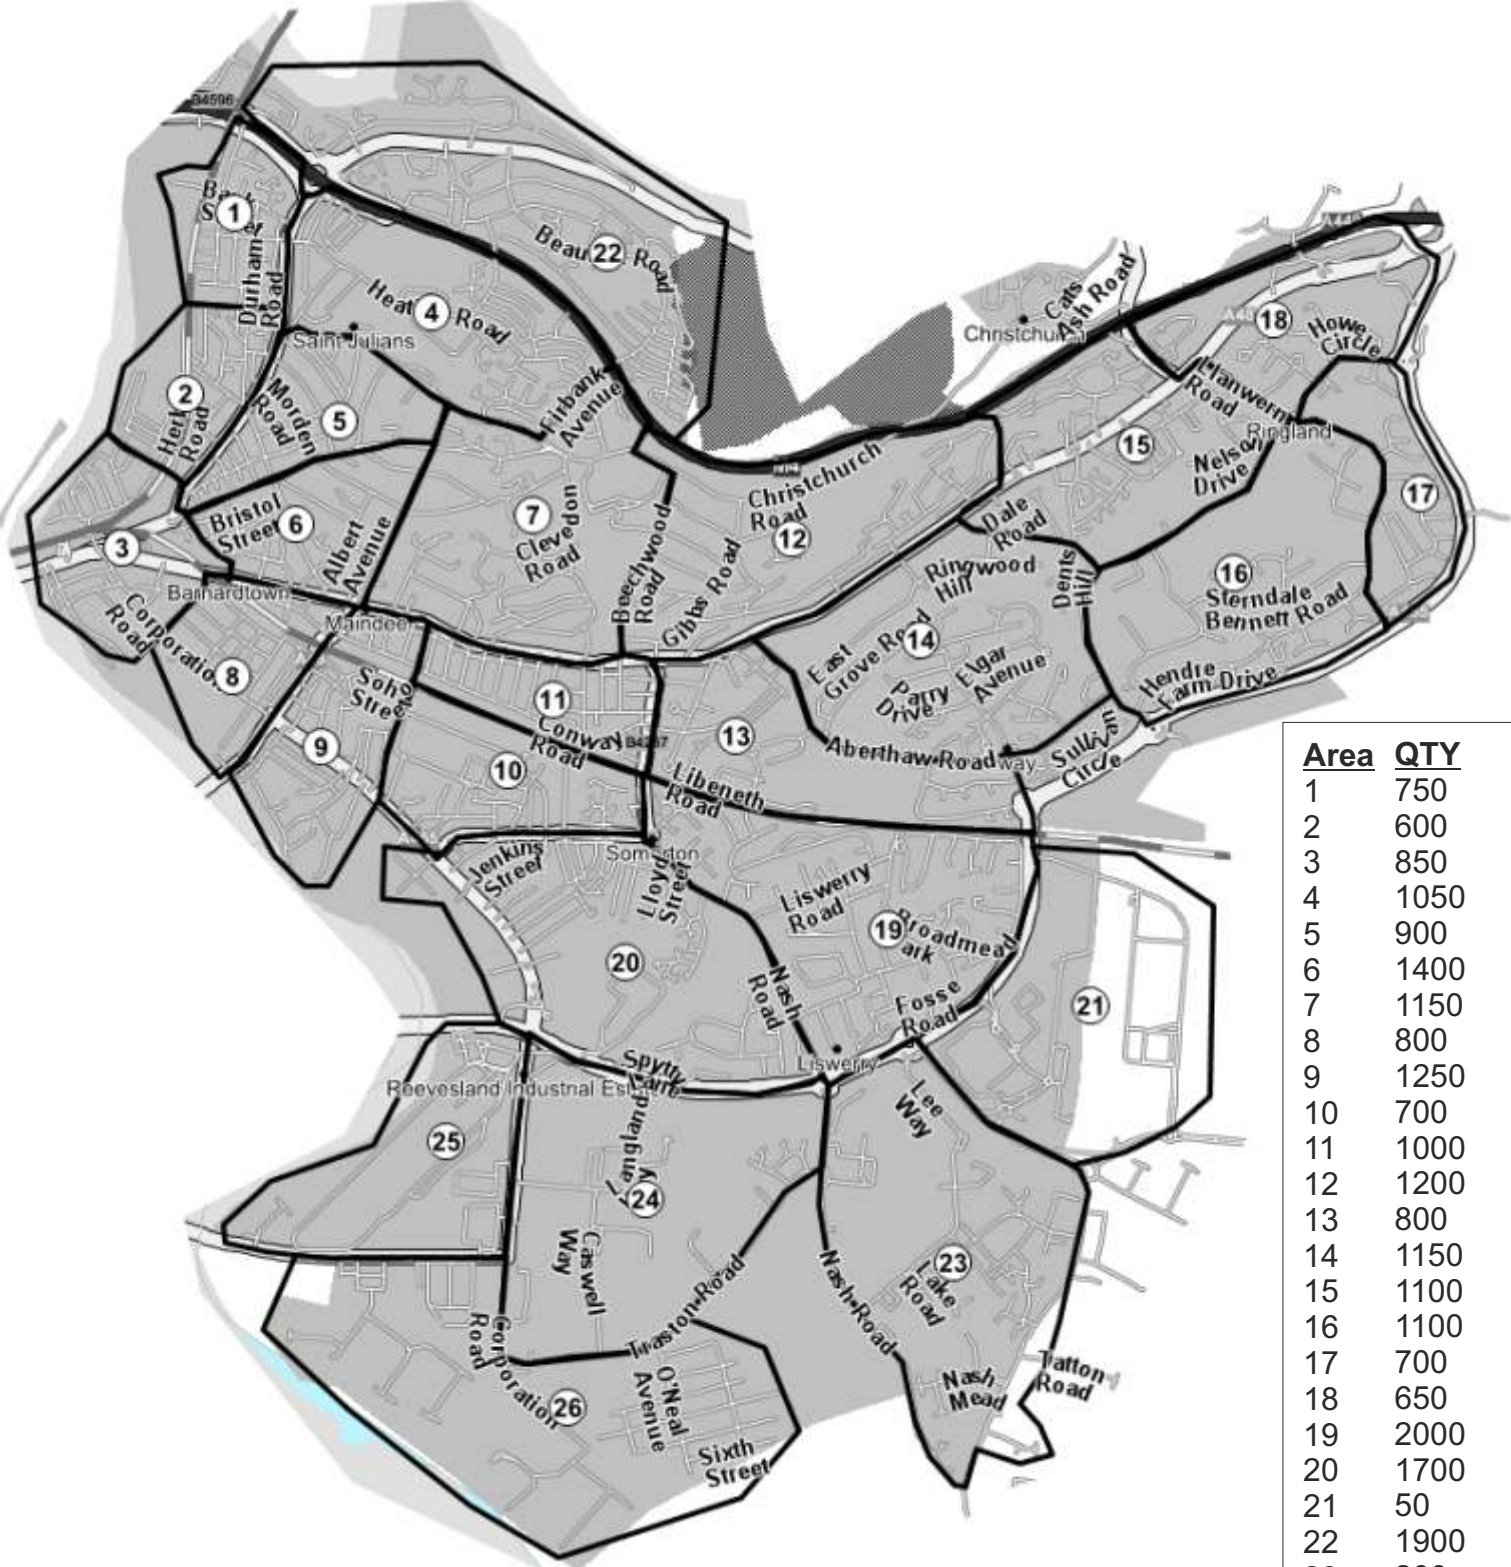 B4596
1
Durham
Road
Beau
22
Road
Heat
4
Road
Saint Julians
2
Road
Morden
Road
5
Firbank
Avenue
Cats
Ash Road
Christchurch
18
Howe
Circle
Llanwern
Road
Ringland
15
Nelson
Drive
17
Christchurch
Road
12
7
Clevedon
Road
Bristol
Street
6
3
Albert
Avenue
Beechwood
Road
Gibbs Road
Dale
Road
Ringwood
Hill
Dents
Hill
16
Sterndale
Bennett Road
Barnardtown
Maindee
Corporation
Road
8
14
East
Grove Road
Parry
Drive
Elgar
Avenue
Hendre
Farm Drive
Soho
Street
11
Conway
Road
13
9
10
Aberthaw Road
way
Circle
Libeneth
Road
Jenkins
Street
Somerton
Lloyd
Street
Liswerry
Road
19
Broadmead
ark
20
Nash
Road
Fosse
Road
21
Liswerry
Spytty
Lane
Reevesland Industrial Est
Lee
Way
25
24
Caswell
Way
23
Lake
Road
Nash Road
Traston Road
Corporation
Road
26
O'Neal
Avenue
Sixth
Street
Nash
Mead
Tatton
Road
Area QTY
1 750
2 600
3 850
4 1050
5 900
6 1400
7 1150
8 800
9 1250
10 700
11 1000
12 1200
13 800
14 1150
15 1100
16 1100
17 700
18 650
19 2000
20 1700
21 50
22 1900